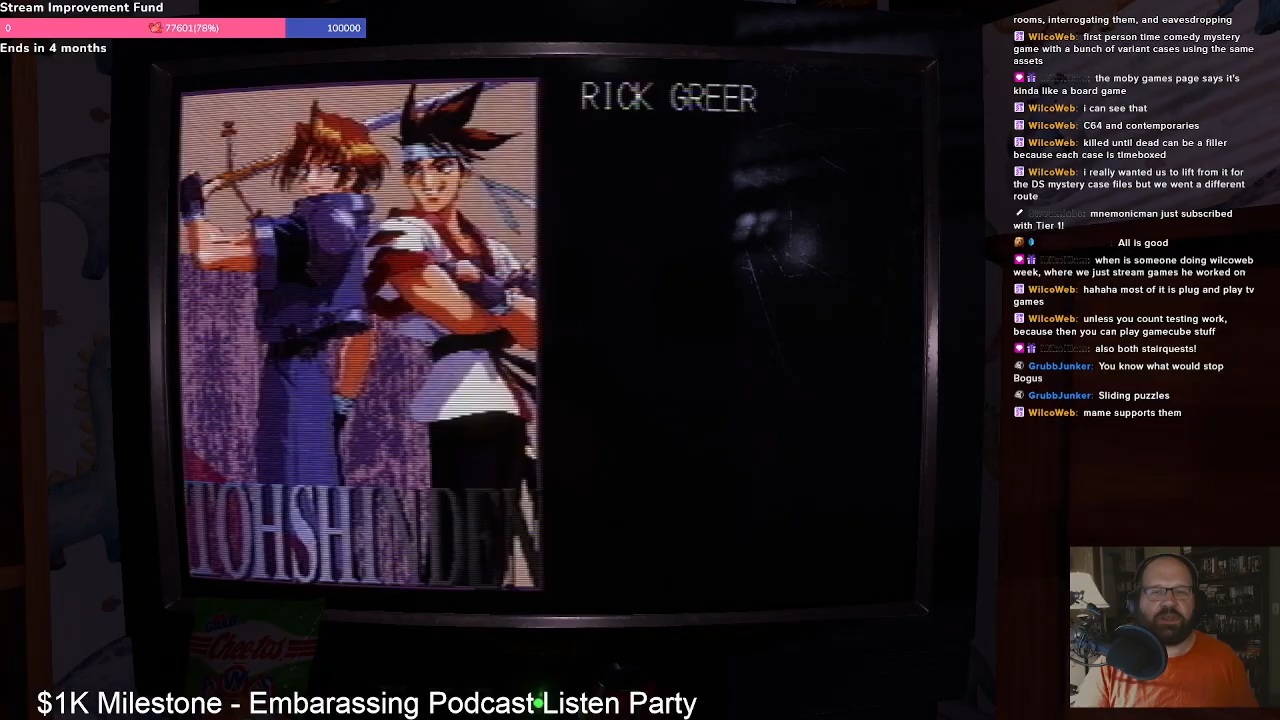 Stream Improvement Fund
0 77601(78%) 100000
Ends in 4 months
RICK GREER
TOHSHINDEN
Cheetos
$1K Milestone - Embarassing Podcast Listen Party
rooms, interrogating them, and eavesdropping
WilcoWeb: first person time comedy mystery
game with a bunch of variant cases using the same
assets
the moby games page says it's
kinda like a board game
WilcoWeb: i can see that
WilcoWeb: C64 and contemporaries
WilcoWeb: killed until dead can be a filler
because each case is timeboxed
WilcoWeb: i really wanted us to lift from it for
the DS mystery case files but we went a different
route
mnemonicman just subscribed
with Tier 1!
All is good
when is someone doing wilcoweb
week, where we just stream games he worked on
WilcoWeb: hahaha most of it is plug and play tv
games
WilcoWeb: unless you count testing work,
because then you can play gamecube stuff
also both stairquests!
GrubbJunker: You know what would stop
Bogus
GrubbJunker: Sliding puzzles
WilcoWeb: mame supports them